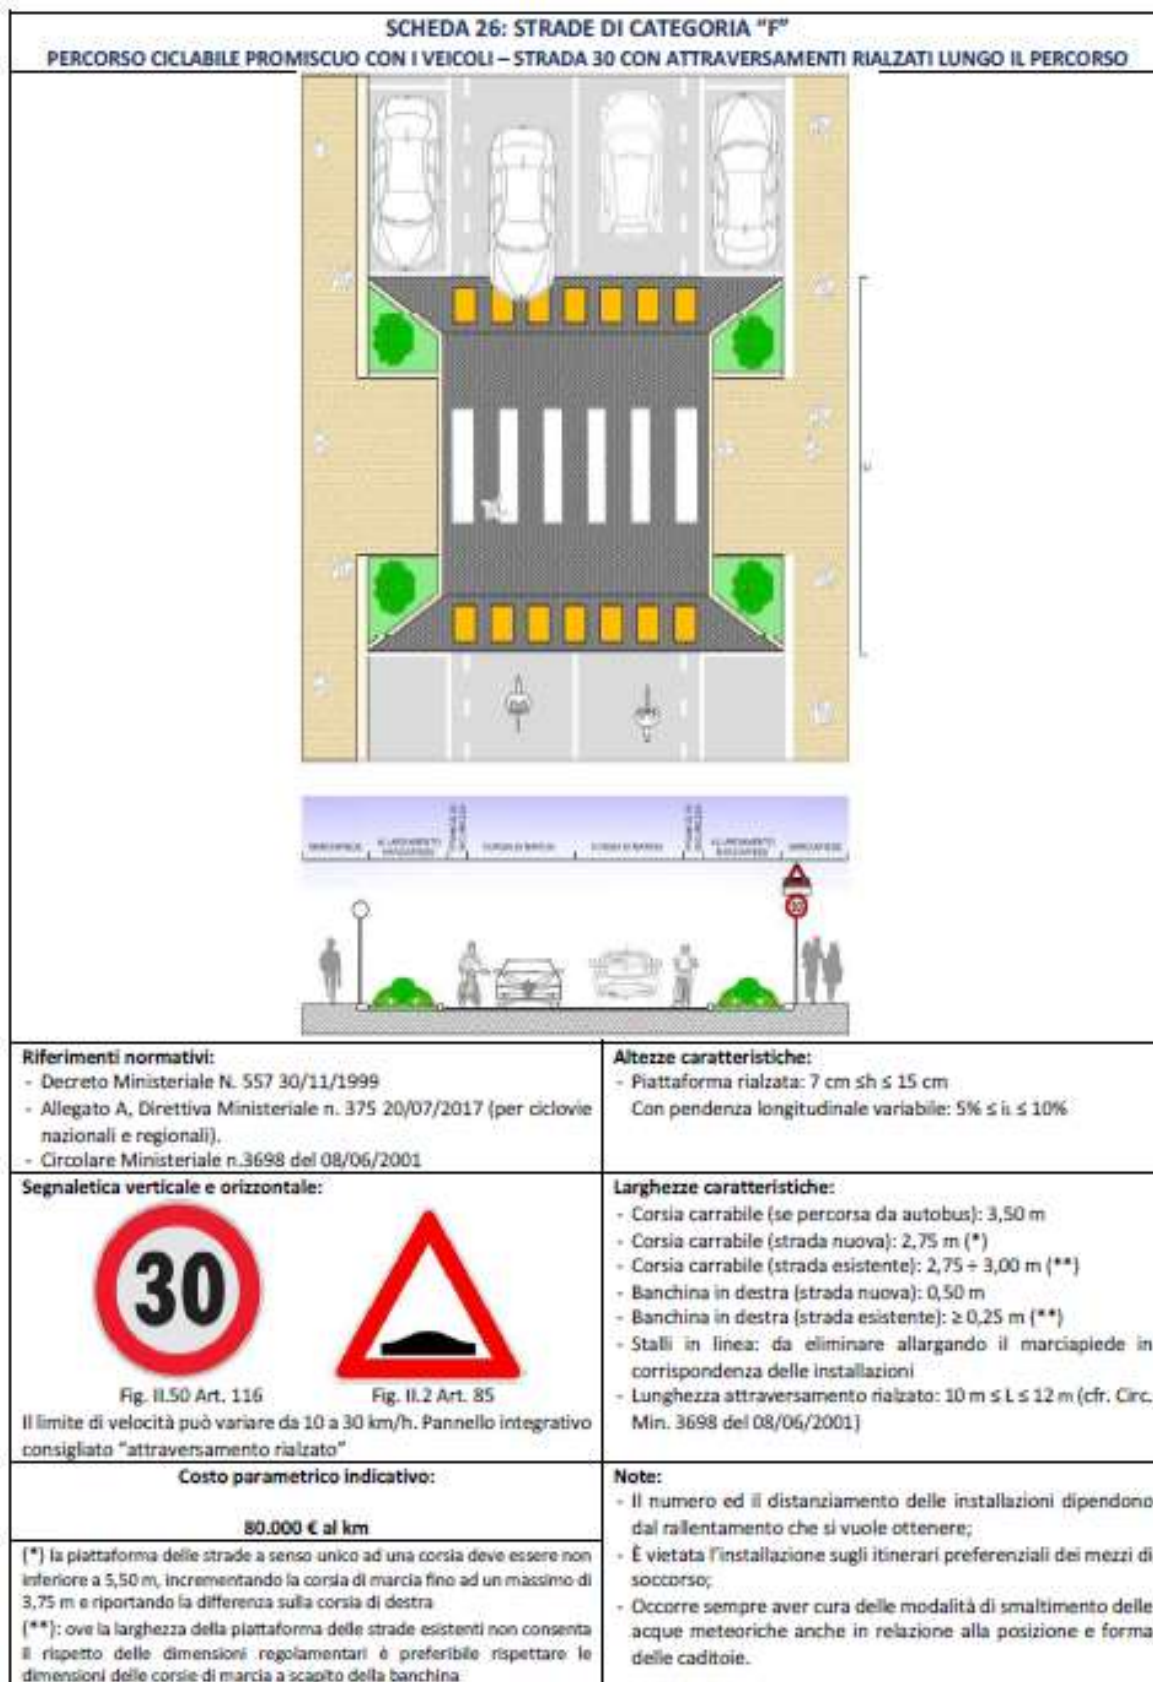 SCHEDA 26: STRADE DI CATEGORIA "F"
PERCORSO CICLABILE PROMISCUO CON I VEICOLI – STRADA 30 CON ATTRAVERSAMENTI RIALZATI LUNGO IL PERCORSO
MARCIAPIEDE
CORSIA DI MARCIA
CORSIA DI MARCIA
MARCIAPIEDE
30
Riferimenti normativi:
- Decreto Ministeriale N. 557 30/11/1999
- Allegato A, Direttiva Ministeriale n. 375 20/07/2017 (per ciclovie
nazionali e regionali).
- Circolare Ministeriale n.3698 del 08/06/2001
Altezze caratteristiche:
- Piattaforma rialzata: 7 cm ≤h ≤ 15 cm
Con pendenza longitudinale variabile: 5% ≤ iL ≤ 10%
Segnaletica verticale e orizzontale:
30
Fig. II.50 Art. 116
Fig. II.2 Art. 85
Il limite di velocità può variare da 10 a 30 km/h. Pannello integrativo
consigliato "attraversamento rialzato"
Larghezze caratteristiche:
- Corsia carrabile (se percorsa da autobus): 3,50 m
- Corsia carrabile (strada nuova): 2,75 m (*)
- Corsia carrabile (strada esistente): 2,75 ÷ 3,00 m (**)
- Banchina in destra (strada nuova): 0,50 m
- Banchina in destra (strada esistente): ≥ 0,25 m (**)
- Stalli in linea: da eliminare allargando il marciapiede in
corrispondenza delle installazioni
- Lunghezza attraversamento rialzato: 10 m ≤ L ≤ 12 m (cfr. Circ.
Min. 3698 del 08/06/2001)
Costo parametrico indicativo:
80.000 € al km
(*) la piattaforma delle strade a senso unico ad una corsia deve essere non
inferiore a 5,50 m, incrementando la corsia di marcia fino ad un massimo di
3,75 m e riportando la differenza sulla corsia di destra
(**): ove la larghezza della piattaforma delle strade esistenti non consenta
il rispetto delle dimensioni regolamentari è preferibile rispettare le
dimensioni delle corsie di marcia a scapito della banchina
Note:
- Il numero ed il distanziamento delle installazioni dipendono
dal rallentamento che si vuole ottenere;
- È vietata l'installazione sugli itinerari preferenziali dei mezzi di
soccorso;
- Occorre sempre aver cura delle modalità di smaltimento delle
acque meteoriche anche in relazione alla posizione e forma
delle caditoie.